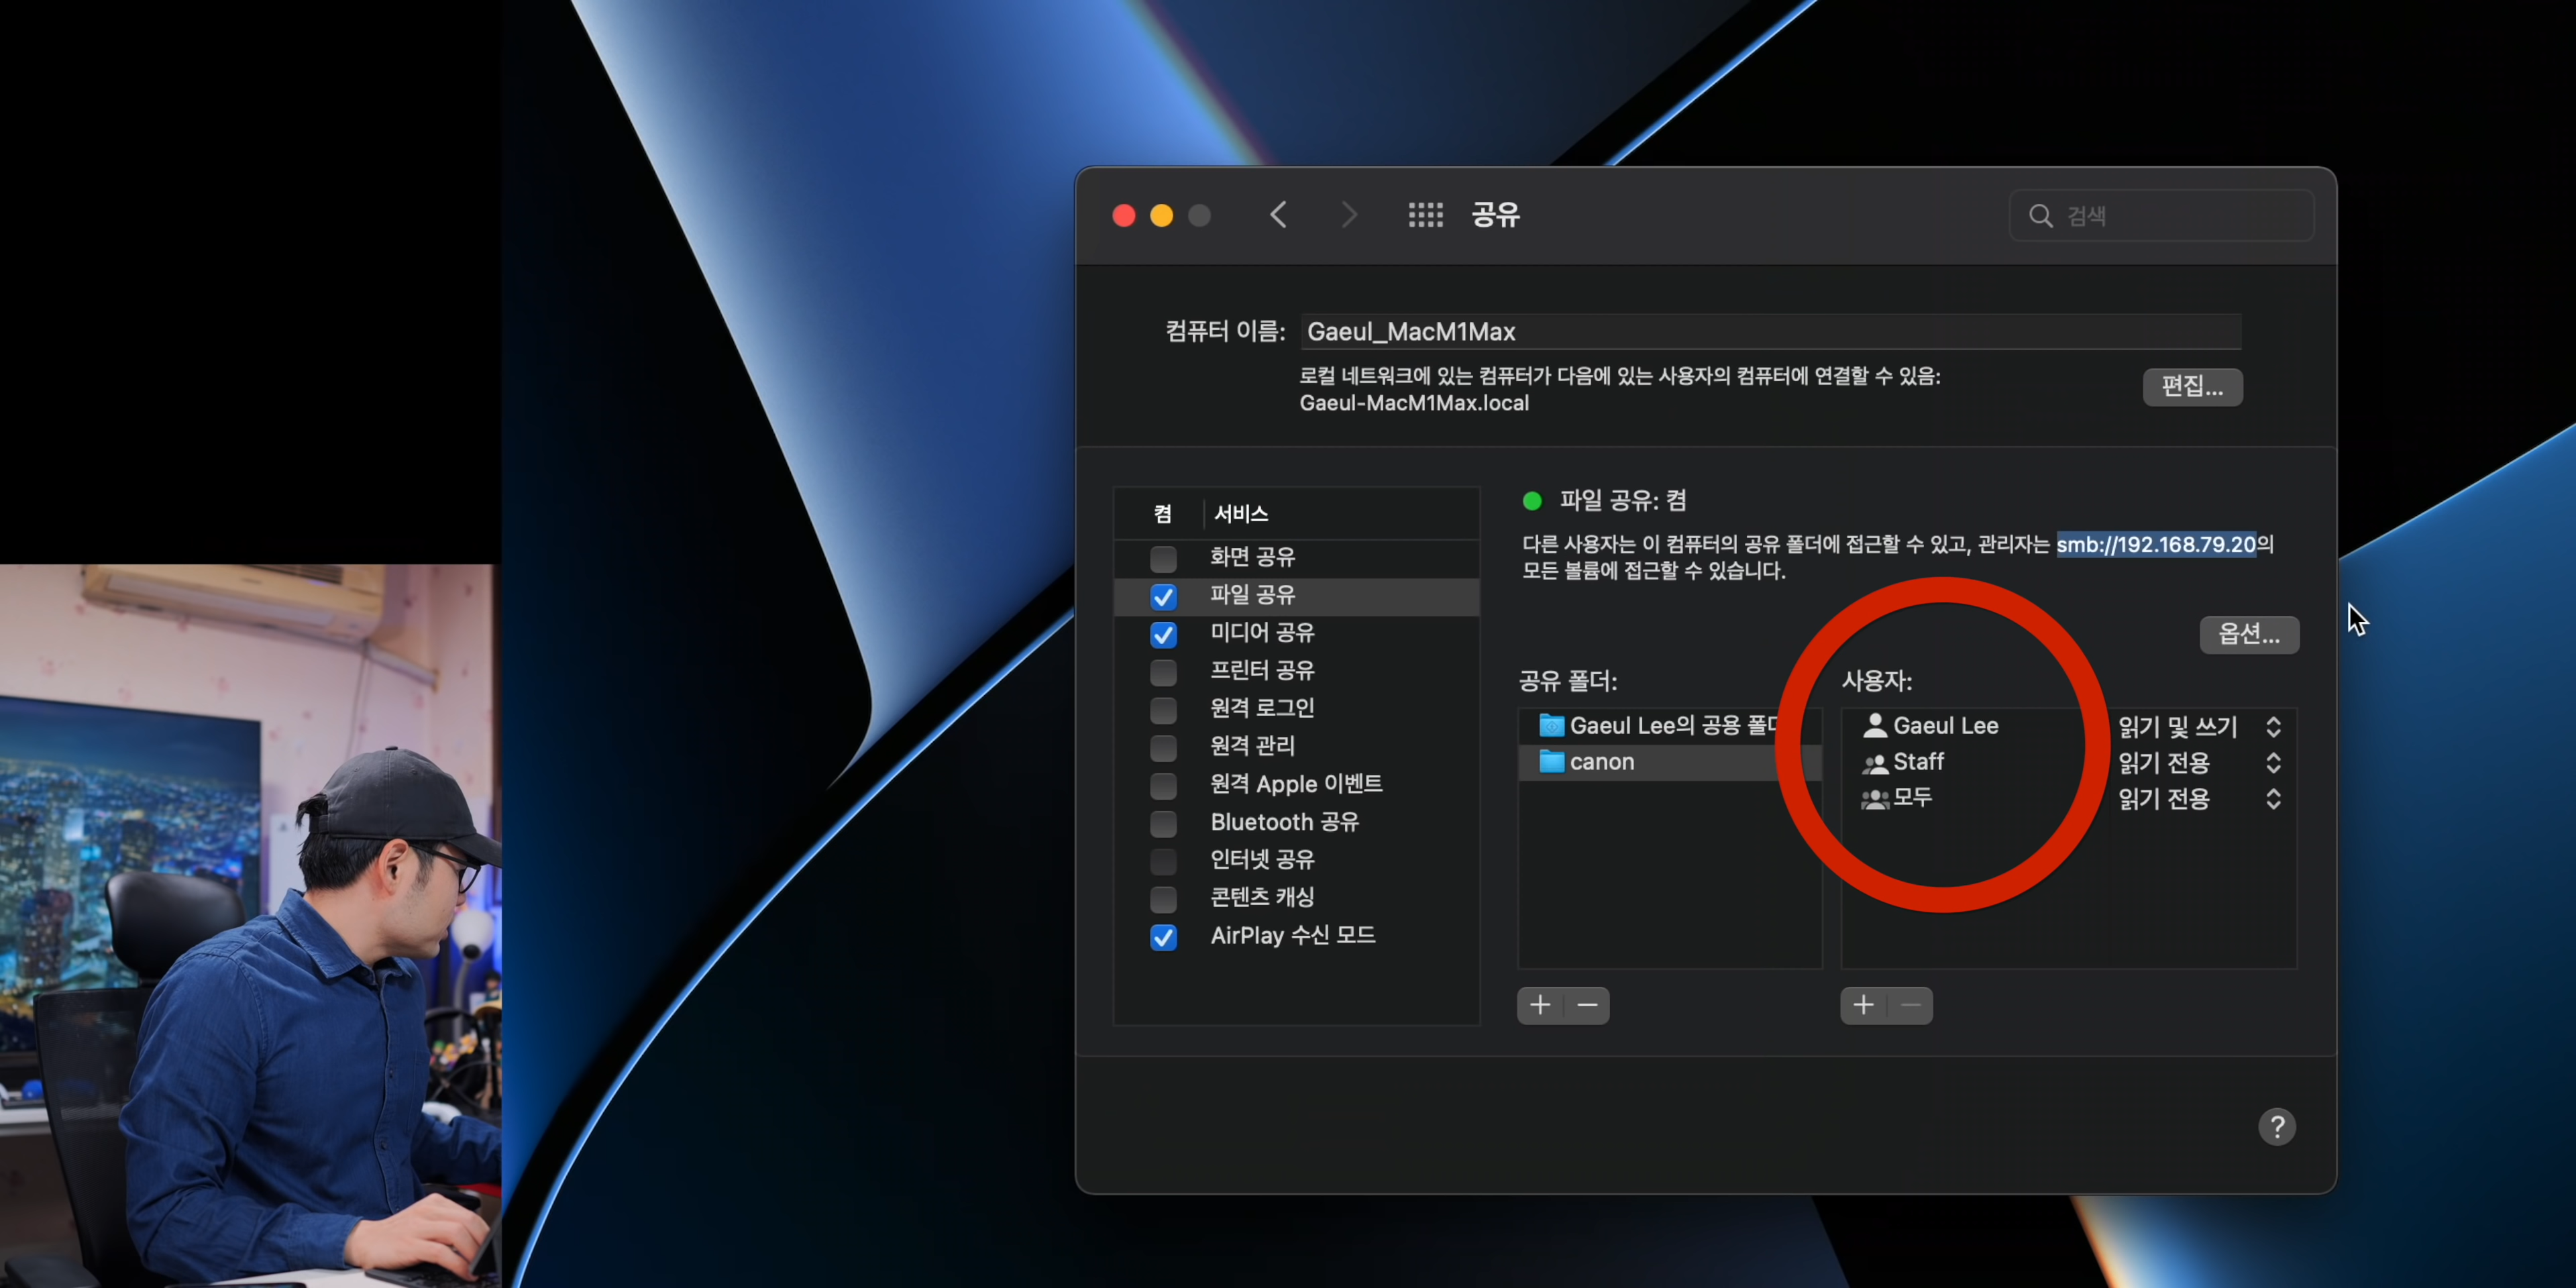 공유
검색
컴퓨터 이름: Gaeul_MacM1Max
로컬 네트워크에 있는 컴퓨터가 다음에 있는 사용자의 컴퓨터에 연결할 수 있음:
Gaeul-MacM1Max.local
편집...
켬 서비스
화면 공유
파일 공유
미디어 공유
프린터 공유
원격 로그인
원격 관리
원격 Apple 이벤트
Bluetooth 공유
인터넷 공유
콘텐츠 캐싱
AirPlay 수신 모드
파일 공유: 켬
다른 사용자는 이 컴퓨터의 공유 폴더에 접근할 수 있고, 관리자는 smb://192.168.79.20의
모든 볼륨에 접근할 수 있습니다.
옵션...
공유 폴더:
Gaeul Lee의 공용
canon
사용자:
Gaeul Lee 읽기 및 쓰기
Staff 읽기 전용
모두 읽기 전용
+ −
+ −
?